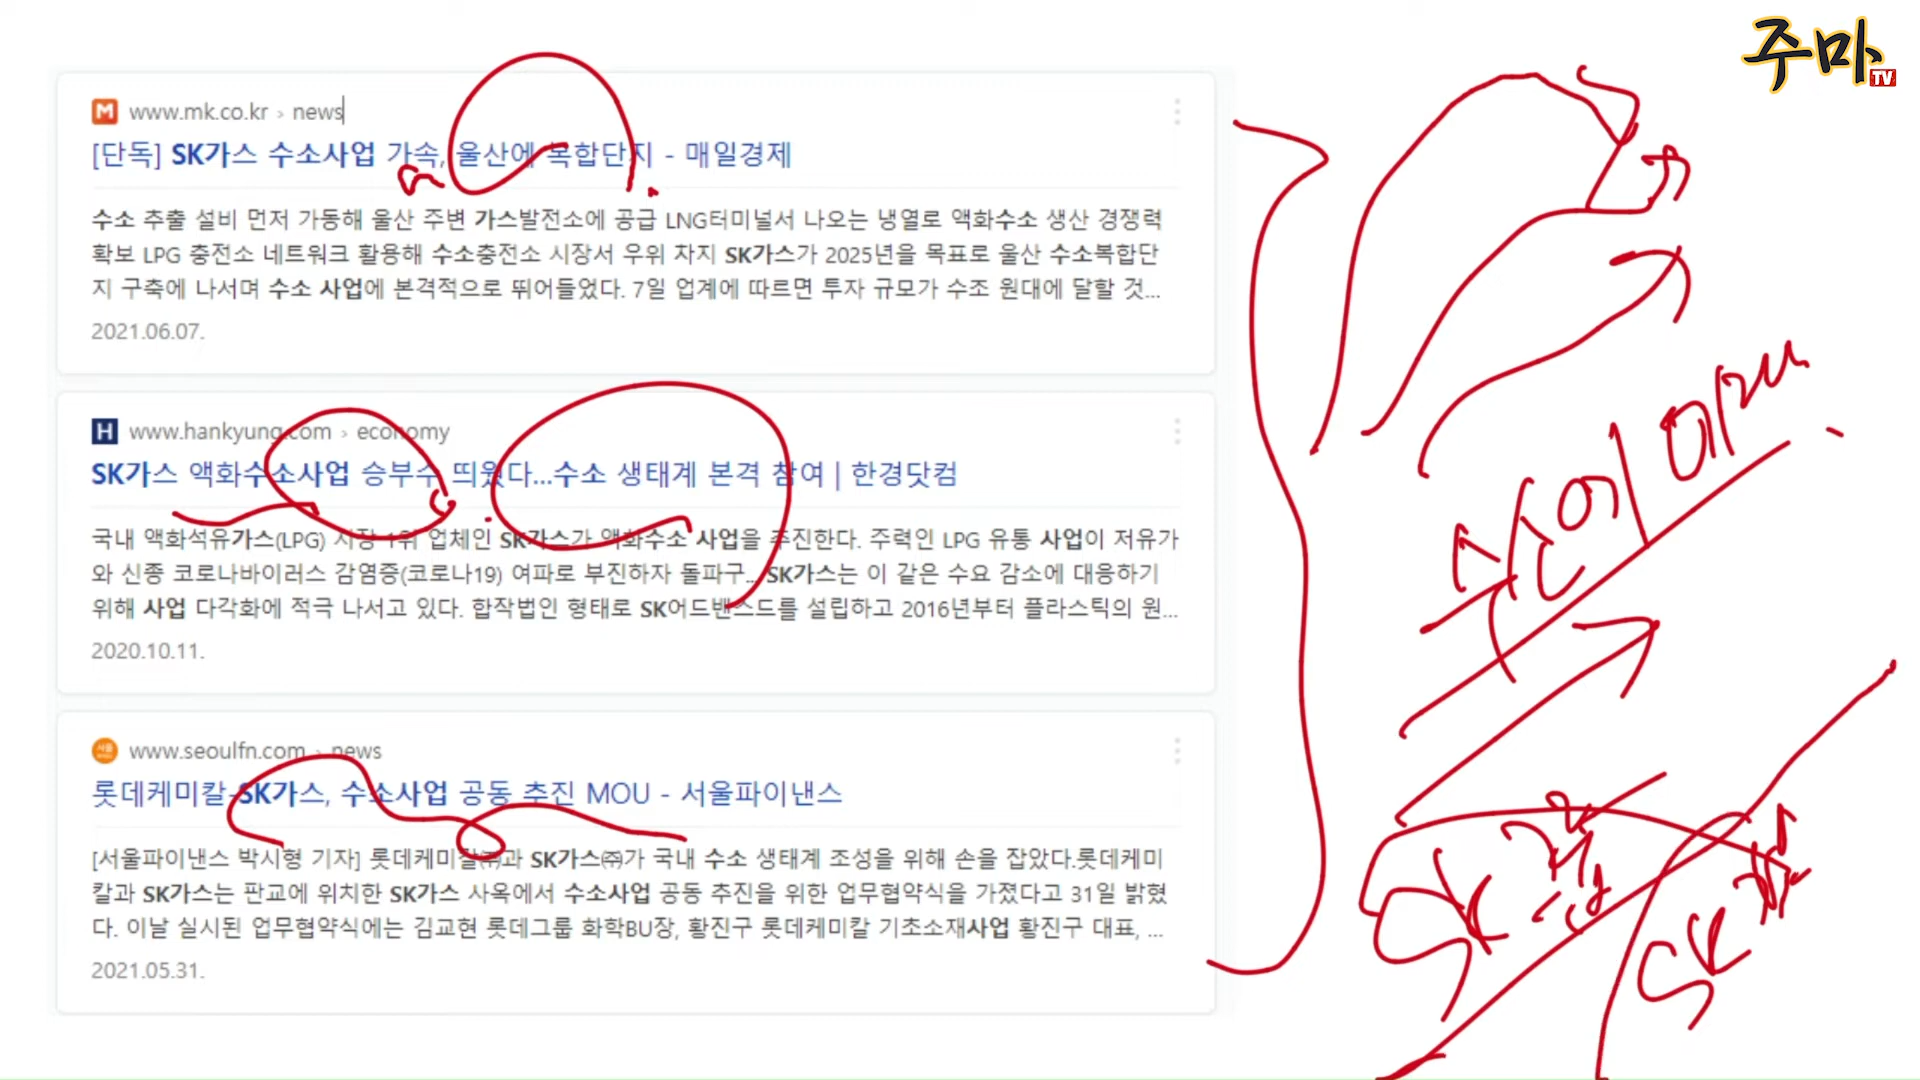 주마
TV
www.mk.co.kr › news
[단독] SK가스 수소사업 가속, 울산에 복합단지 - 매일경제
수소 추출 설비 먼저 가동해 울산 주변 가스발전소에 공급 LNG터미널서 나오는 냉열로 액화수소 생산 경쟁력
확보 LPG 충전소 네트워크 활용해 수소충전소 시장서 우위 차지 SK가스가 2025년을 목표로 울산 수소복합단
지 구축에 나서며 수소 사업에 본격적으로 뛰어들었다. 7일 업계에 따르면 투자 규모가 수조 원대에 달할 것...
2021.06.07.
www.hankyung.com › economy
SK가스 액화수소사업 승부수 띄웠다...수소 생태계 본격 참여 | 한경닷컴
국내 액화석유가스(LPG) 시장 1위 업체인 SK가스가 액화수소 사업을 추진한다. 주력인 LPG 유통 사업이 저유가
와 신종 코로나바이러스 감염증(코로나19) 여파로 부진하자 돌파구... SK가스는 이 같은 수요 감소에 대응하기
위해 사업 다각화에 적극 나서고 있다. 합작법인 형태로 SK어드밴스드를 설립하고 2016년부터 플라스틱의 원...
2020.10.11.
www.seoulfn.com › news
롯데케미칼-SK가스, 수소사업 공동 추진 MOU - 서울파이낸스
[서울파이낸스 박시형 기자] 롯데케미칼㈜과 SK가스㈜가 국내 수소 생태계 조성을 위해 손을 잡았다.롯데케미
칼과 SK가스는 판교에 위치한 SK가스 사옥에서 수소사업 공동 추진을 위한 업무협약식을 가졌다고 31일 밝혔
다. 이날 실시된 업무협약식에는 김교현 롯데그룹 화학BU장, 황진구 롯데케미칼 기초소재사업 황진구 대표, ...
2021.05.31.
SK
SK